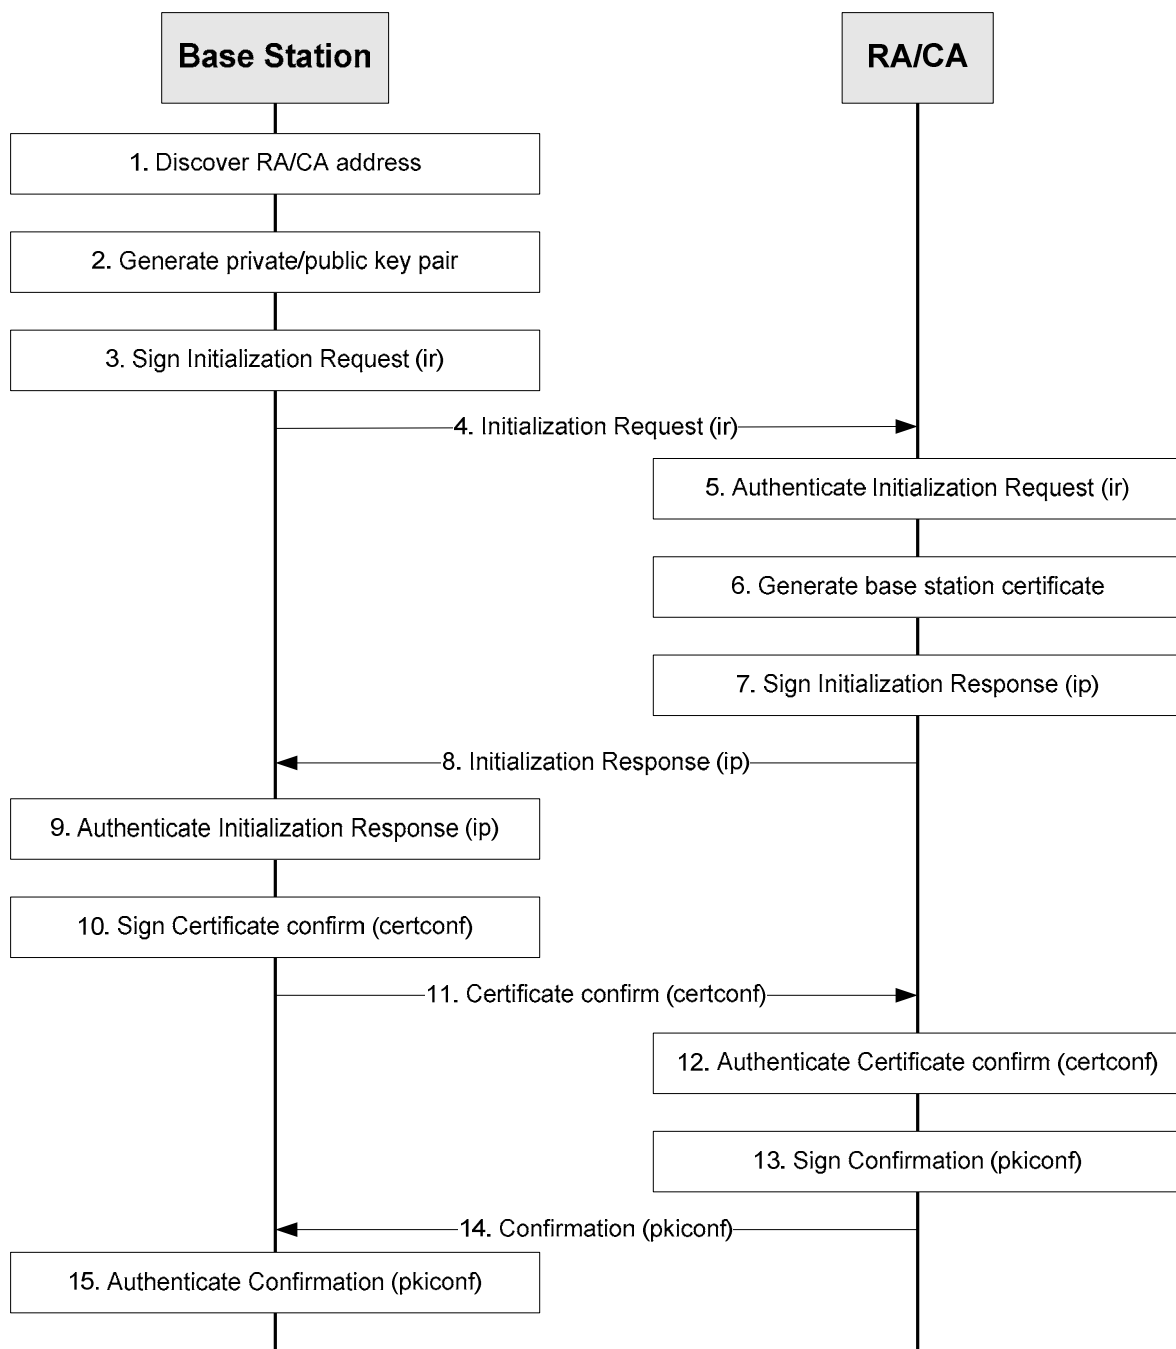 Base Station
RA/CA
1. Discover RA/CA address
2. Generate private/public key pair
3. Sign Initialization Request (ir)
4. Initialization Request (ir)
5. Authenticate Initialization Request (ir)
6. Generate base station certificate
7. Sign Initialization Response (ip)
8. Initialization Response (ip)
9. Authenticate Initialization Response (ip)
10. Sign Certificate confirm (certconf)
11. Certificate confirm (certconf)
12. Authenticate Certificate confirm (certconf)
13. Sign Confirmation (pkiconf)
14. Confirmation (pkiconf)
15. Authenticate Confirmation (pkiconf)